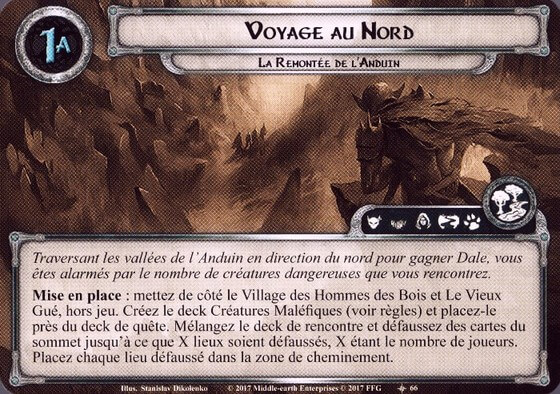 1A
VOYAGE AU NORD
LA REMONTÉE DE L'ANDUIN
Traversant les vallées de l'Anduin en direction du nord pour gagner Dale, vous
êtes alarmés par le nombre de créatures dangereuses que vous rencontrez.
Mise en place : mettez de côté le Village des Hommes des Bois et Le Vieux
Gué, hors jeu. Créez le deck Créatures Maléfiques (voir règles) et placez-le
près du deck de quête. Mélangez le deck de rencontre et défaussez des cartes du
sommet jusqu'à ce que X lieux soient défaussés, X étant le nombre de joueurs.
Placez chaque lieu défaussé dans la zone de cheminement.
Illus. Stanislav Dikolenko © 2017 Middle-earth Enterprises © 2017 FFG 66